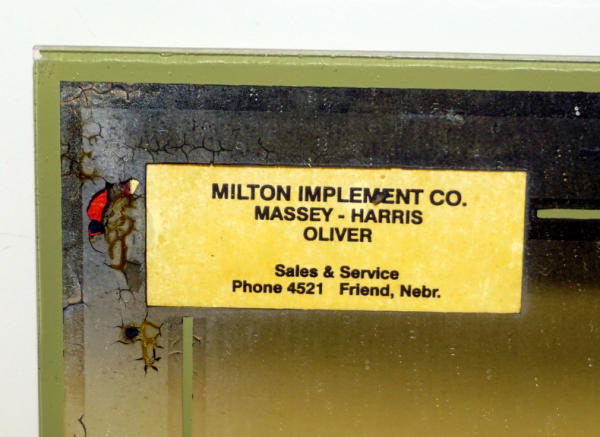 MILTON IMPLEMENT CO.
MASSEY - HARRIS
OLIVER
Sales & Service
Phone 4521 Friend, Nebr.